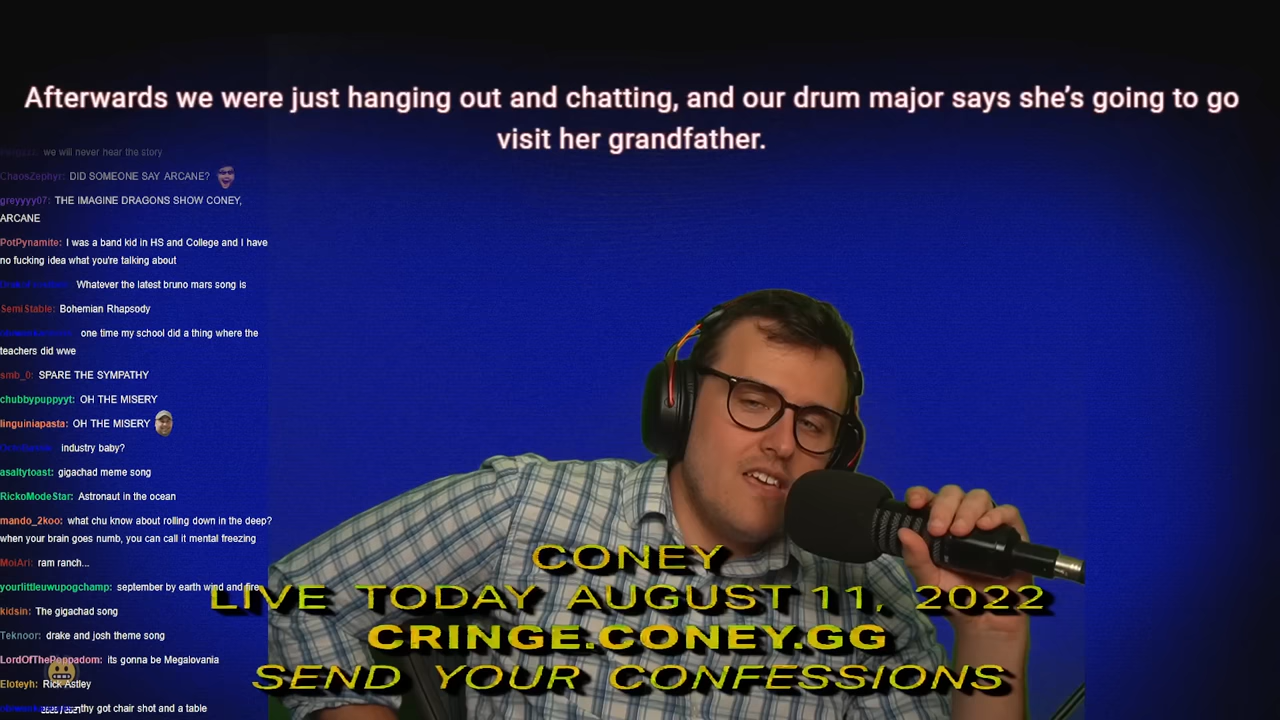 Afterwards we were just hanging out and chatting, and our drum major says she's going to go
visit her grandfather.
we will never hear the story
ChaosZephyr: DID SOMEONE SAY ARCANE?
greyyyy07: THE IMAGINE DRAGONS SHOW CONEY,
ARCANE
PotPynamite: I was a band kid in HS and College and I have
no fucking idea what you're talking about
Whatever the latest bruno mars song is
SemiStable: Bohemian Rhapsody
one time my school did a thing where the
teachers did wwe
smb_0: SPARE THE SYMPATHY
chubbypuppyyt: OH THE MISERY
linguiniapasta: OH THE MISERY
industry baby?
asaltytoast: gigachad meme song
RickoModeStar: Astronaut in the ocean
mando_2koo: what chu know about rolling down in the deep?
when your brain goes numb, you can call it mental freezing
MoiAri: ram ranch...
yourlittleuwupogchamp: september by earth wind and fire
kidsin: The gigachad song
Teknoor: drake and josh theme song
LordOfThePoppadom: its gonna be Megalovania
Eloteyh: Rick Astley
thy got chair shot and a table
CONEY
LIVE TODAY AUGUST 11, 2022
CRINGE.CONEY.GG
SEND YOUR CONFESSIONS